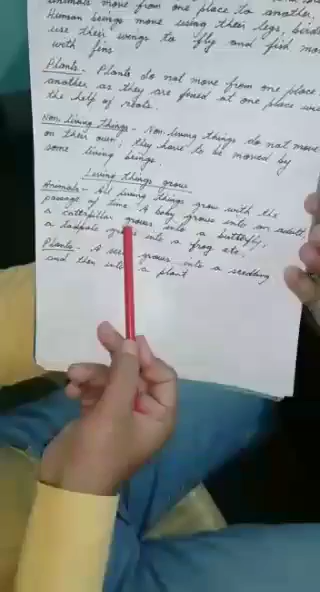 animals move from one place to another.
Human beings move using their legs, birds
use their wings to fly and fish move
with fins
Plants - Plants do not move from one place
another as they are fixed at one place
the help of roots.
Non living things - Non living things do not move
on their own; they have to be moved by
some living beings.
Living things grow
Animals - All living things grow with the
passage of time. A baby grows into an adult,
a caterpillar grows into a butterfly,
a tadpole into a frog etc.
Plants - A seed grows into a seedling
and then into a plant